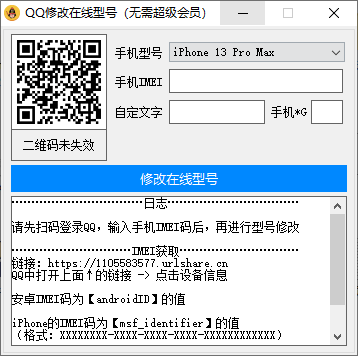 QQ修改在线型号（无需超级会员）
手机型号
iPhone 13 Pro Max
手机IMEI
自定文字
手机*G
二维码未失效
修改在线型号
日志
请先扫码登录QQ，输入手机IMEI码后，再进行型号修改
IMEI获取
链接：https://1105583577.urlshare.cn
QQ中打开上面↑的链接 -> 点击设备信息
安卓IMEI码为【androidID】的值
iPhone的IMEI码为【msf_identifier】的值
（格式：XXXXXXXX-XXXX-XXXX-XXXX-XXXXXXXXXXXX）